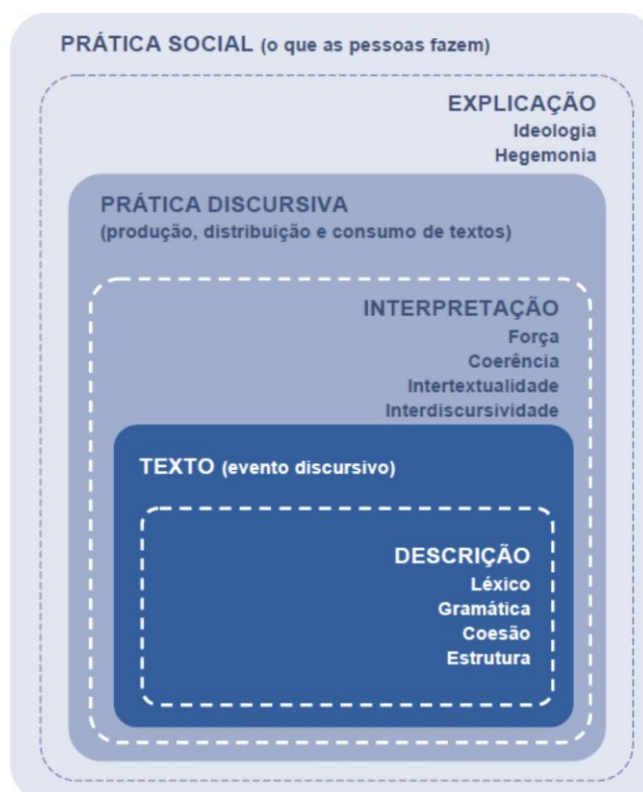 PRÁTICA SOCIAL (o que as pessoas fazem)
EXPLICAÇÃO
Ideologia
Hegemonia
PRÁTICA DISCURSIVA
(produção, distribuição e consumo de textos)
INTERPRETAÇÃO
Força
Coerência
Intertextualidade
Interdiscursividade
TEXTO (evento discursivo)
DESCRIÇÃO
Léxico
Gramática
Coesão
Estrutura